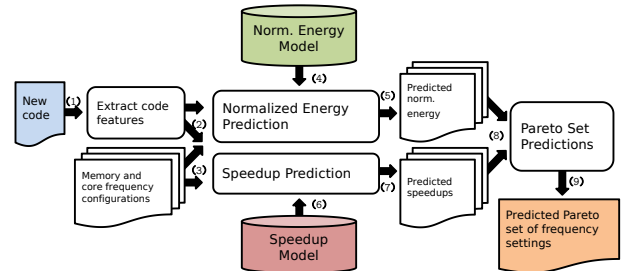 Norm. Energy
Model
(4)
New
code
(1)
Extract code
features
(2)
Normalized Energy
Prediction
(5)
Predicted
norm.
energy
(8)
Pareto Set
Predictions
Memory and
core frequency
configurations
(3)
Speedup Prediction
(7)
Predicted
speedups
(6)
Speedup
Model
(9)
Predicted Pareto
set of frequency
settings